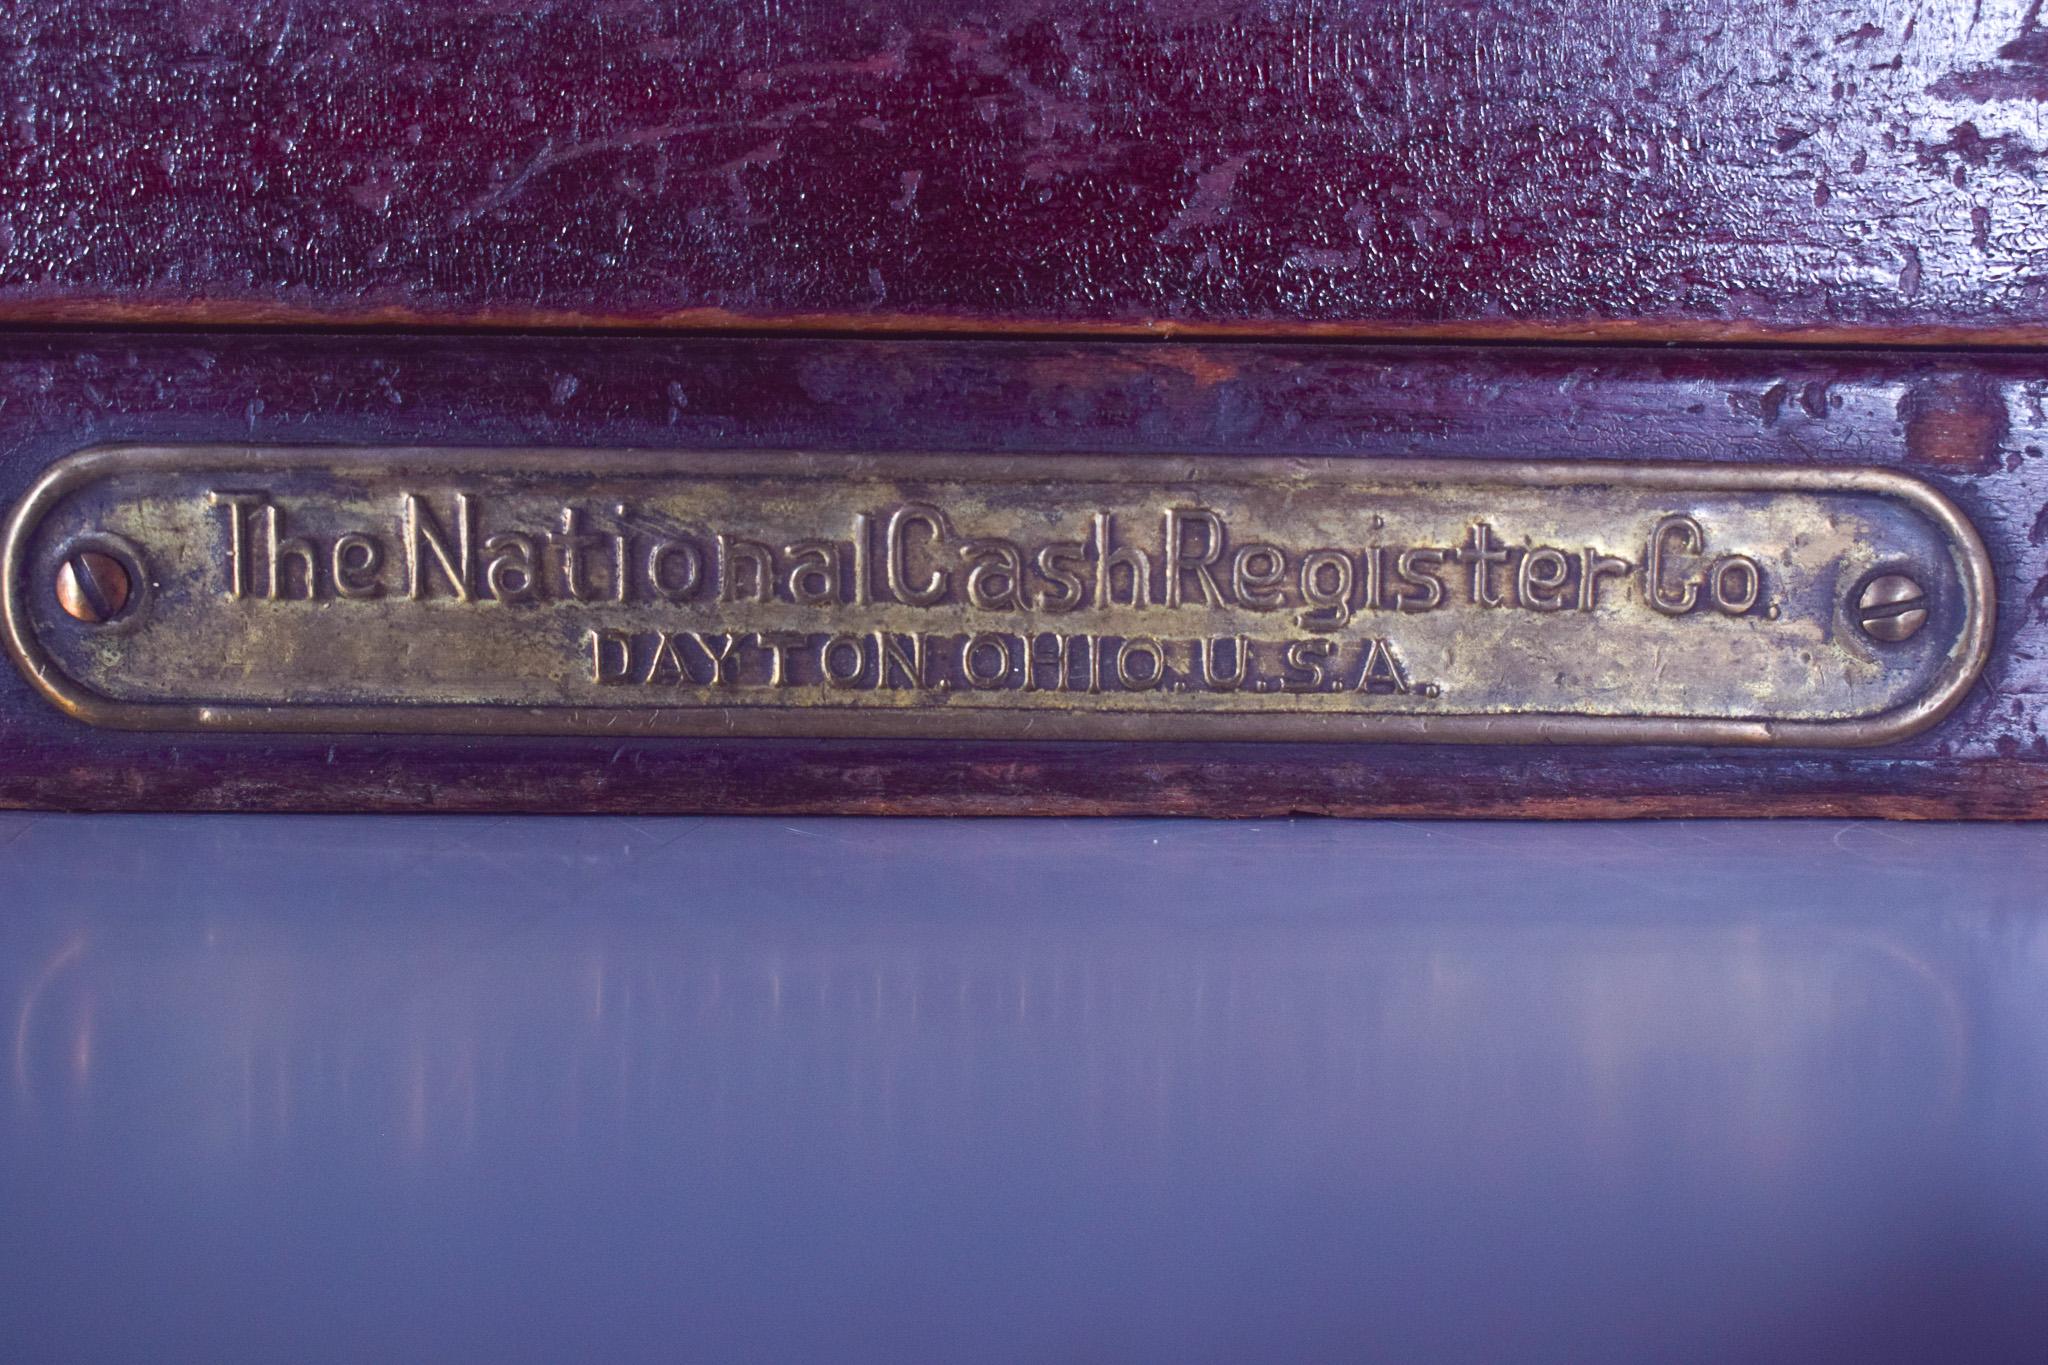 The National Cash Register Co.
DAYTON. OHIO. U.S.A.